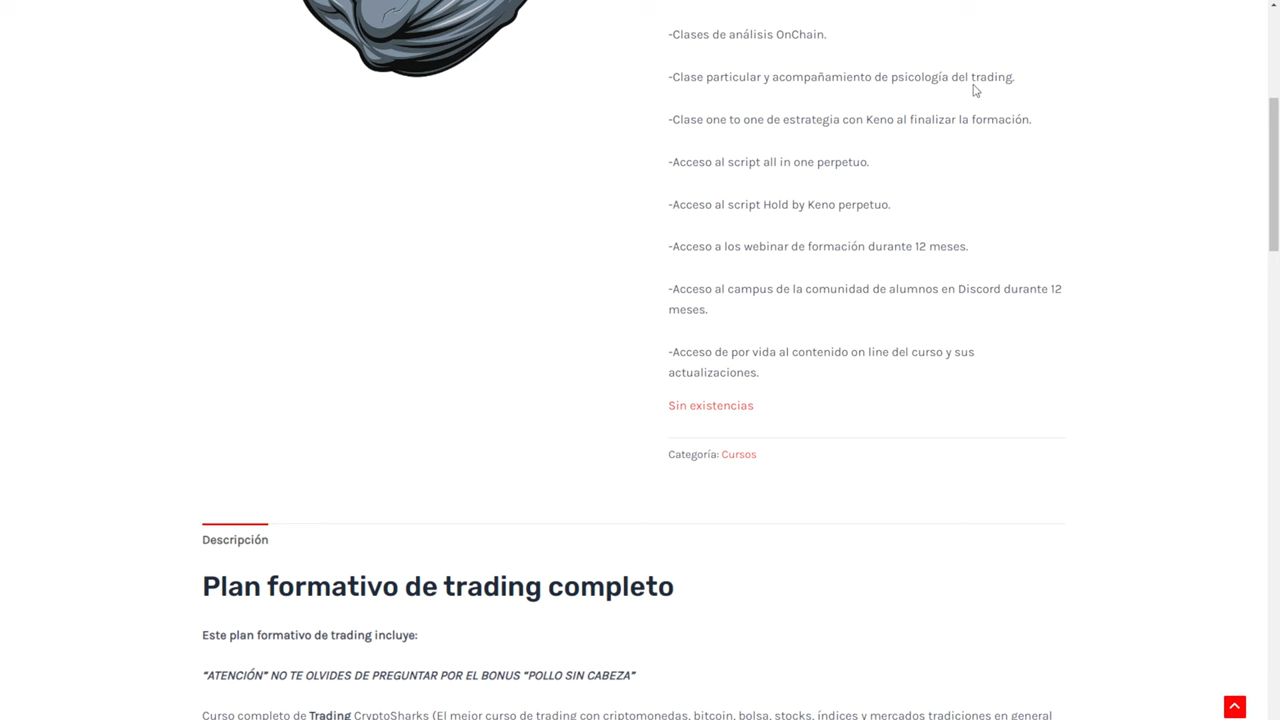 -Clases de análisis OnChain.
-Clase particular y acompañamiento de psicología del trading.
-Clase one to one de estrategia con Keno al finalizar la formación.
-Acceso al script all in one perpetuo.
-Acceso al script Hold by Keno perpetuo.
-Acceso a los webinar de formación durante 12 meses.
-Acceso al campus de la comunidad de alumnos en Discord durante 12
meses.
-Acceso de por vida al contenido on line del curso y sus
actualizaciones.
Sin existencias
Categoría: Cursos
Descripción
Plan formativo de trading completo
Este plan formativo de trading incluye:
“ATENCIÓN” NO TE OLVIDES DE PREGUNTAR POR EL BONUS “POLLO SIN CABEZA”
Curso completo de Trading CryptoSharks (El mejor curso de trading con criptomonedas, bitcoin, bolsa, stocks, índices y mercados tradiciones en general